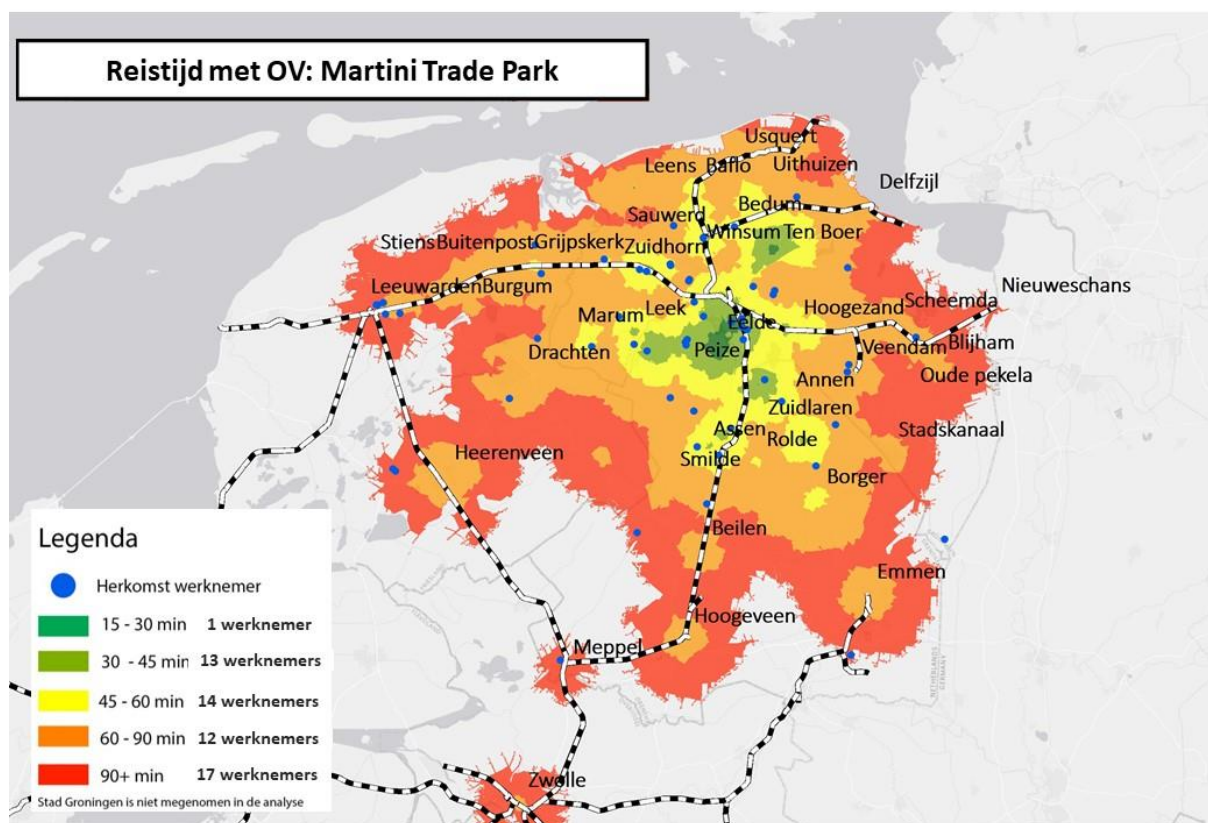 Reistijd met OV: Martini Trade Park
Usquert
Leens Baflo
Uithuizen
Delfzijl
Bedum
Sauwerd
Winsum Ten Boer
Stiens Buitenpost Grijpskerk
Zuidhorn
Nieuweschans
Leeuwarden Burgum
Hoogezand
Scheemda
Marum
Leek
Eelde
Blijham
Veendam
Drachten
Peize
Annen
Oude pekela
Zuidlaren
Assen
Rolde
Stadskanaal
Heerenveen
Smilde
Borger
Beilen
Emmen
Hoogeveen
Meppel
NETHERLANDS
GERMANY
Zwolle
Legenda
Herkomst werknemer
15 - 30 min 1 werknemer
30 - 45 min 13 werknemers
45 - 60 min 14 werknemers
60 - 90 min 12 werknemers
90+ min 17 werknemers
Stad Groningen is niet megenomen in de analyse